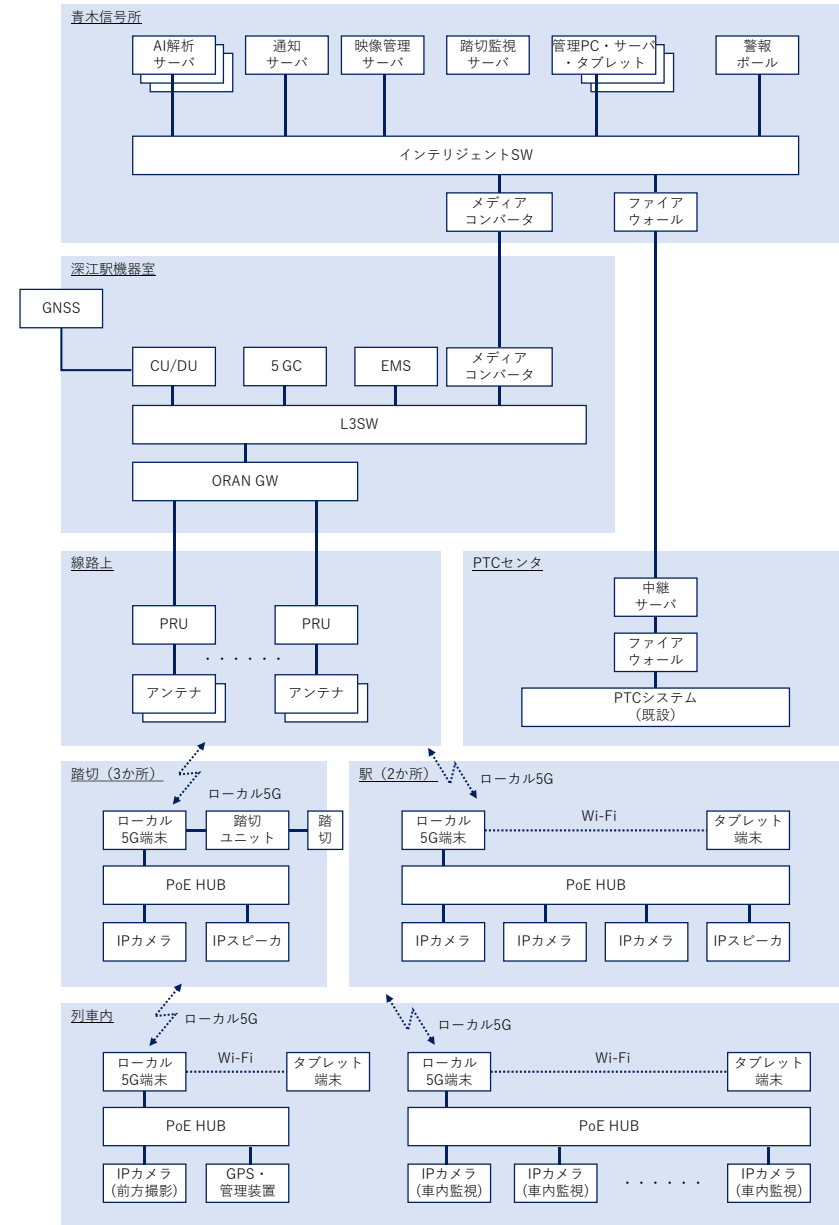 青木信号所
AI解析
サーバ
通知
サーバ
映像管理
サーバ
踏切監視
サーバ
管理PC・サーバ
・タブレット
警報
ポール
インテリジェントSW
メディア
コンバータ
ファイア
ウォール
深江駅機器室
GNSS
CU/DU
5GC
EMS
メディア
コンバータ
L3SW
ORAN GW
線路上
PRU
PRU
・・・・・・
アンテナ
アンテナ
PTCセンタ
中継
サーバ
ファイア
ウォール
PTCシステム
(既設)
踏切（3か所）
ローカル5G
ローカル
5G端末
踏切
ユニット
踏
切
PoE HUB
IPカメラ
IPスピーカ
駅（2か所）
ローカル5G
ローカル
5G端末
Wi-Fi
タブレット
端末
PoE HUB
IPカメラ
IPカメラ
IPカメラ
IPスピーカ
列車内
ローカル5G
ローカル
5G端末
Wi-Fi
タブレット
端末
PoE HUB
IPカメラ
(前方撮影)
GPS・
管理装置
ローカル5G
ローカル
5G端末
Wi-Fi
タブレット
端末
PoE HUB
IPカメラ
(車内監視)
IPカメラ
(車内監視)
・・・・・・
IPカメラ
(車内監視)